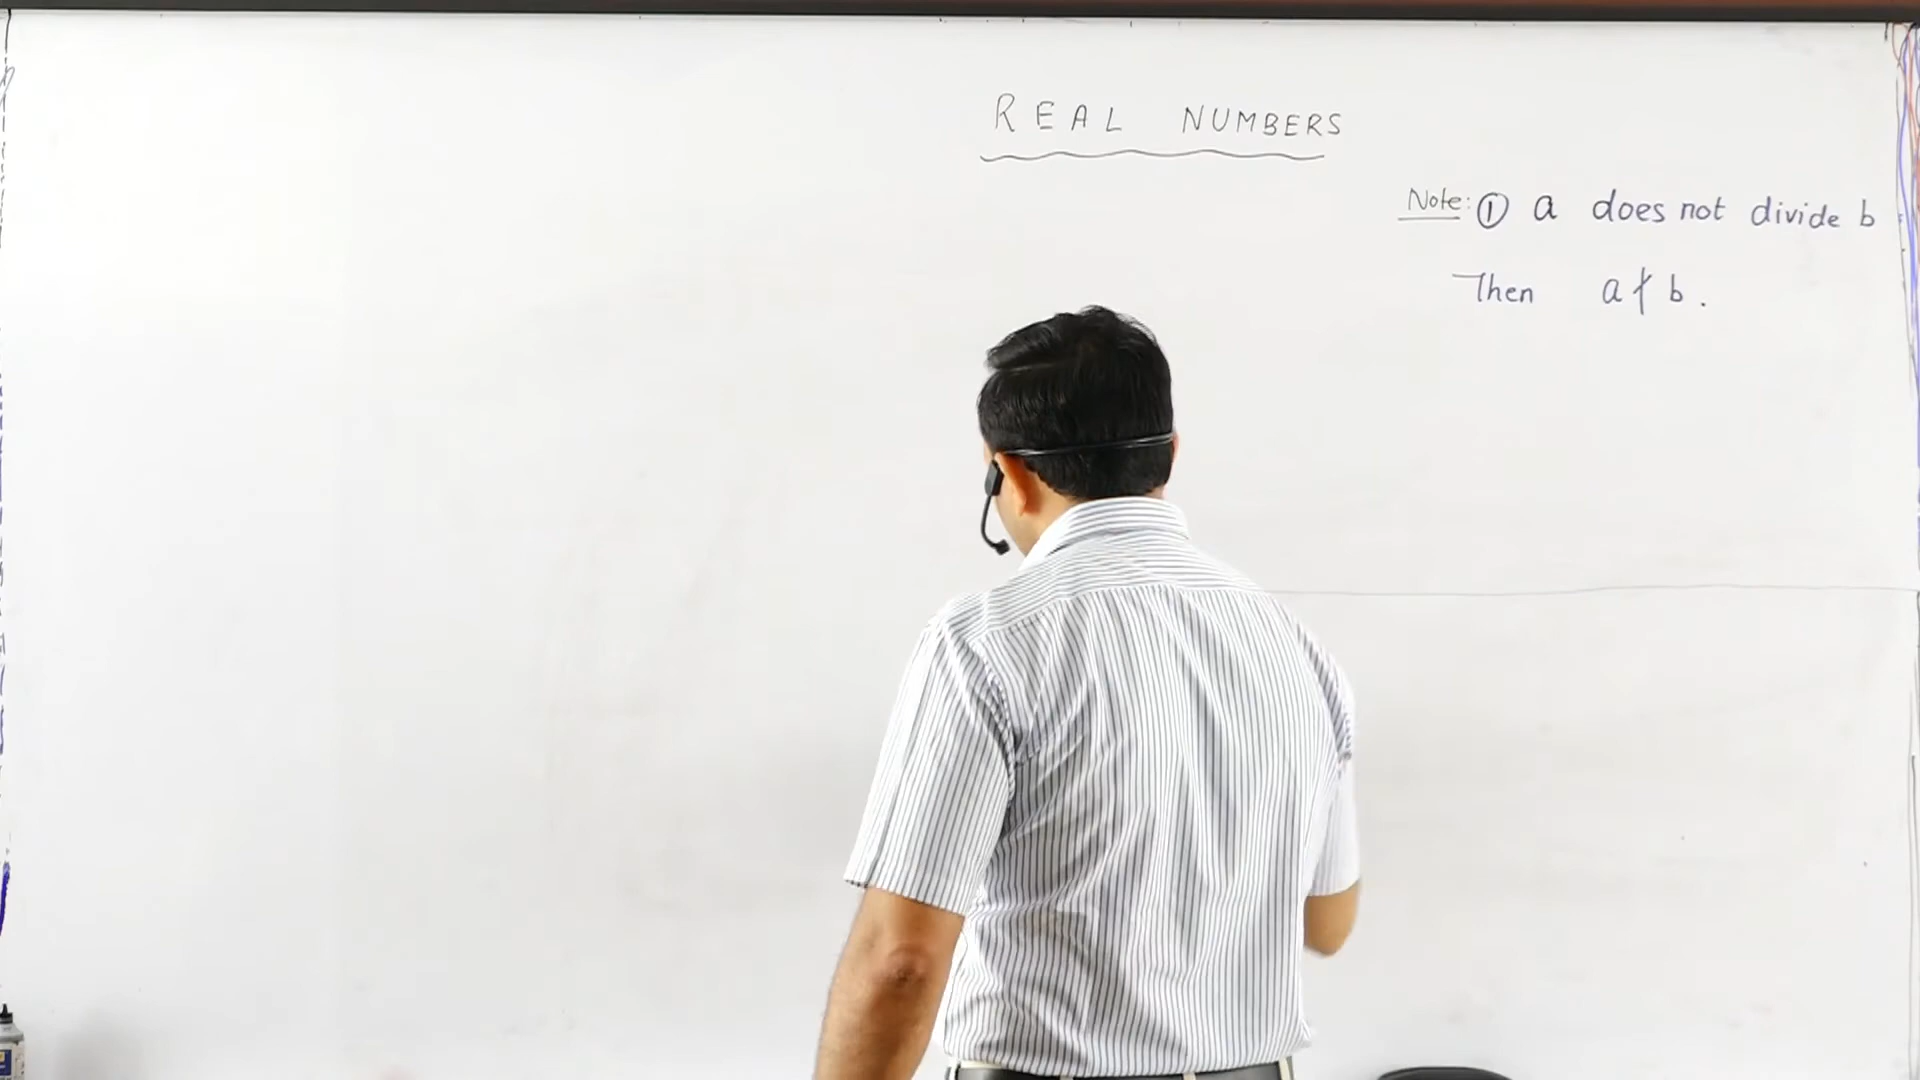 REAL NUMBERS
Note: ① a does not divide b
Then a ∤ b.